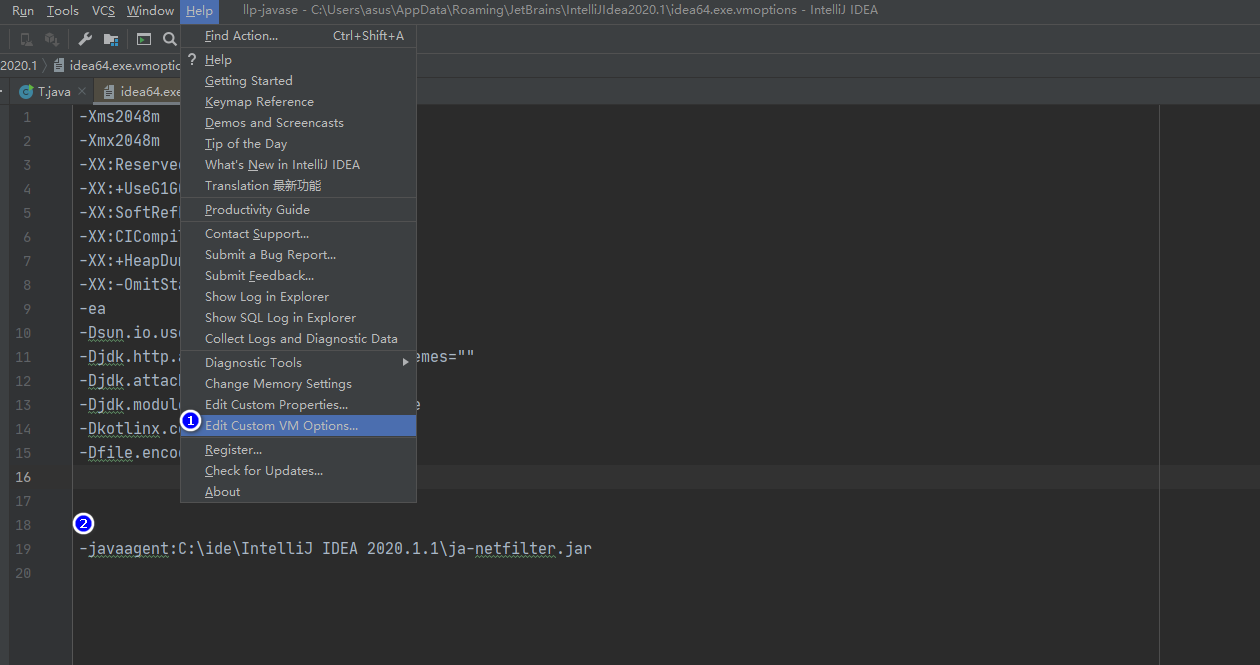 Run Tools VCS Window Help llp-javase - C:\Users\asus\AppData\Roaming\JetBrains\IntelliJIdea2020.1\idea64.exe.vmoptions - IntelliJ IDEA
Find Action... Ctrl+Shift+A
2020.1 idea64.exe.vmoptic
? Help
T.java idea64.exe
Getting Started
Keymap Reference
Demos and Screencasts
Tip of the Day
What's New in IntelliJ IDEA
Translation 最新功能
Productivity Guide
Contact Support...
Submit a Bug Report...
Submit Feedback...
Show Log in Explorer
Show SQL Log in Explorer
Collect Logs and Diagnostic Data
Diagnostic Tools
Change Memory Settings
Edit Custom Properties...
1 Edit Custom VM Options...
Register...
Check for Updates...
About
1 -Xms2048m
2 -Xmx2048m
3 -XX:Reserved
4 -XX:+UseG1G
5 -XX:SoftRef
6 -XX:CICompil
7 -XX:+HeapDum
8 -XX:-OmitSta
9 -ea
10 -Dsun.io.use
11 -Djdk.http.a emes=""
12 -Djdk.attach
13 -Djdk.module e
14 -Dkotlinx.co
15 -Dfile.encod
16
17
18 2
19 -javaagent:C:\ide\IntelliJ IDEA 2020.1.1\ja-netfilter.jar
20